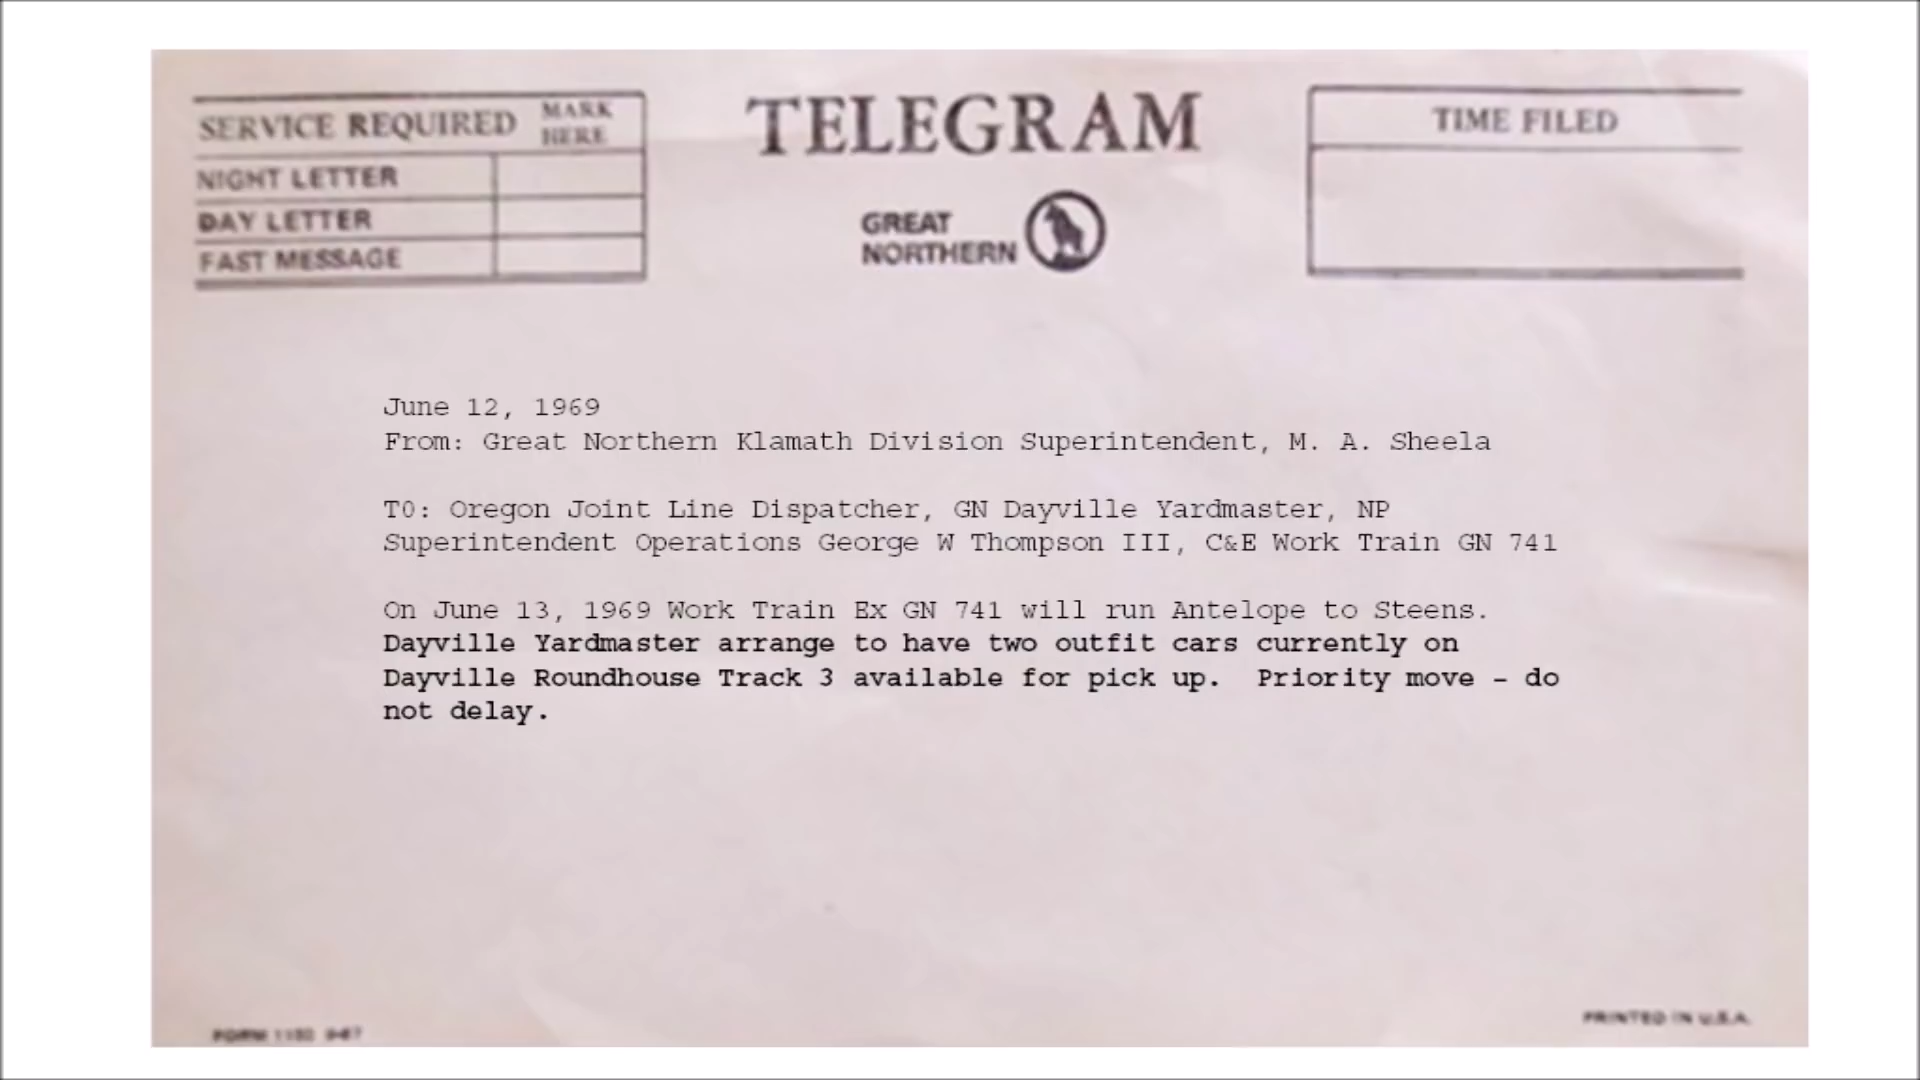 SERVICE REQUIRED MARK HERE
NIGHT LETTER
DAY LETTER
FAST MESSAGE
TELEGRAM
GREAT
NORTHERN
TIME FILED
June 12, 1969
From: Great Northern Klamath Division Superintendent, M. A. Sheela
T0: Oregon Joint Line Dispatcher, GN Dayville Yardmaster, NP
Superintendent Operations George W Thompson III, C&E Work Train GN 741
On June 13, 1969 Work Train Ex GN 741 will run Antelope to Steens.
Dayville Yardmaster arrange to have two outfit cars currently on
Dayville Roundhouse Track 3 available for pick up.  Priority move – do
not delay.
FORM 1150 9-67
PRINTED IN U.S.A.